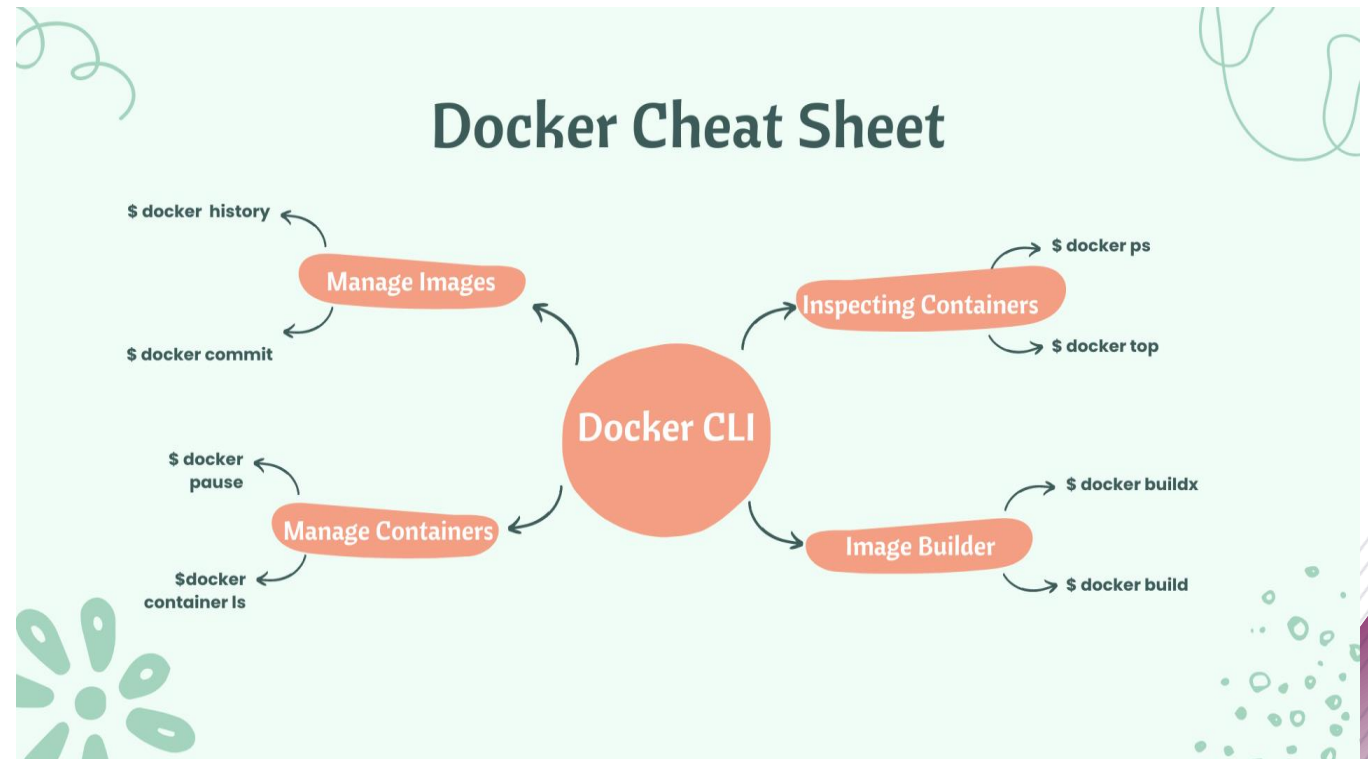 Docker Cheat Sheet
$ docker  history
Manage Images
$ docker commit
$ docker ps
Inspecting Containers
$ docker top
Docker CLI
$ docker
pause
Manage Containers
$docker
container ls
$ docker buildx
Image Builder
$ docker build